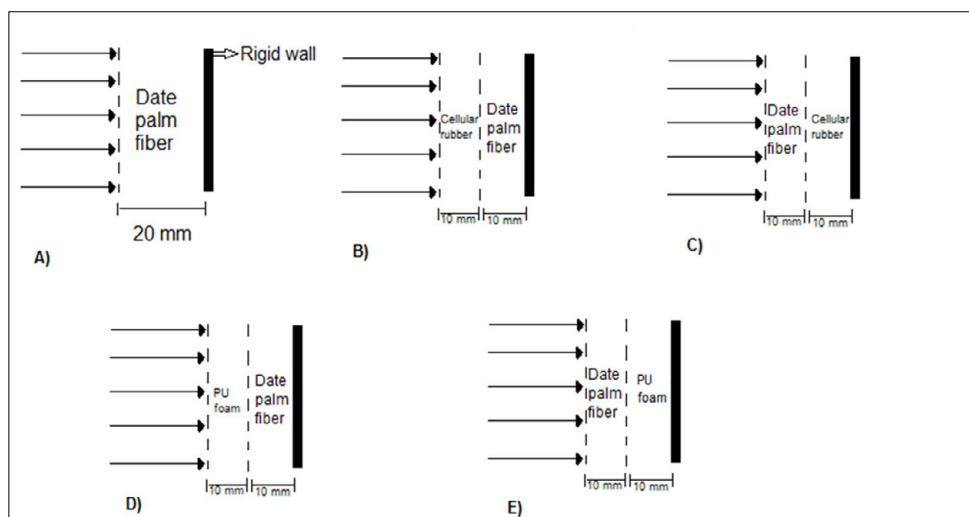 Rigid wall
Date
palm
fiber
20 mm
A)
Cellular
rubber
Date
palm
fiber
10 mm
10 mm
B)
Date
palm
fiber
Cellular
rubber
10 mm
10 mm
C)
PU
foam
Date
palm
fiber
10 mm
10 mm
D)
Date
palm
fiber
PU
foam
10 mm
10 mm
E)